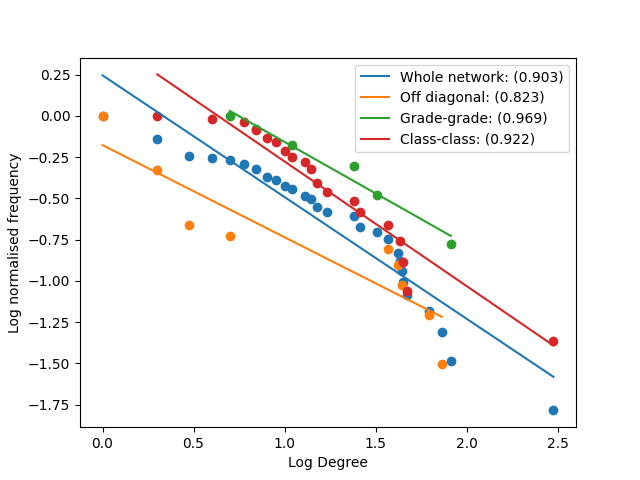 Whole network: (0.903)
Off diagonal: (0.823)
Grade-grade: (0.969)
Class-class: (0.922)
Log normalised frequency
0.25
0.00
−0.25
−0.50
−0.75
−1.00
−1.25
−1.50
−1.75
0.0 0.5 1.0 1.5 2.0 2.5
Log Degree